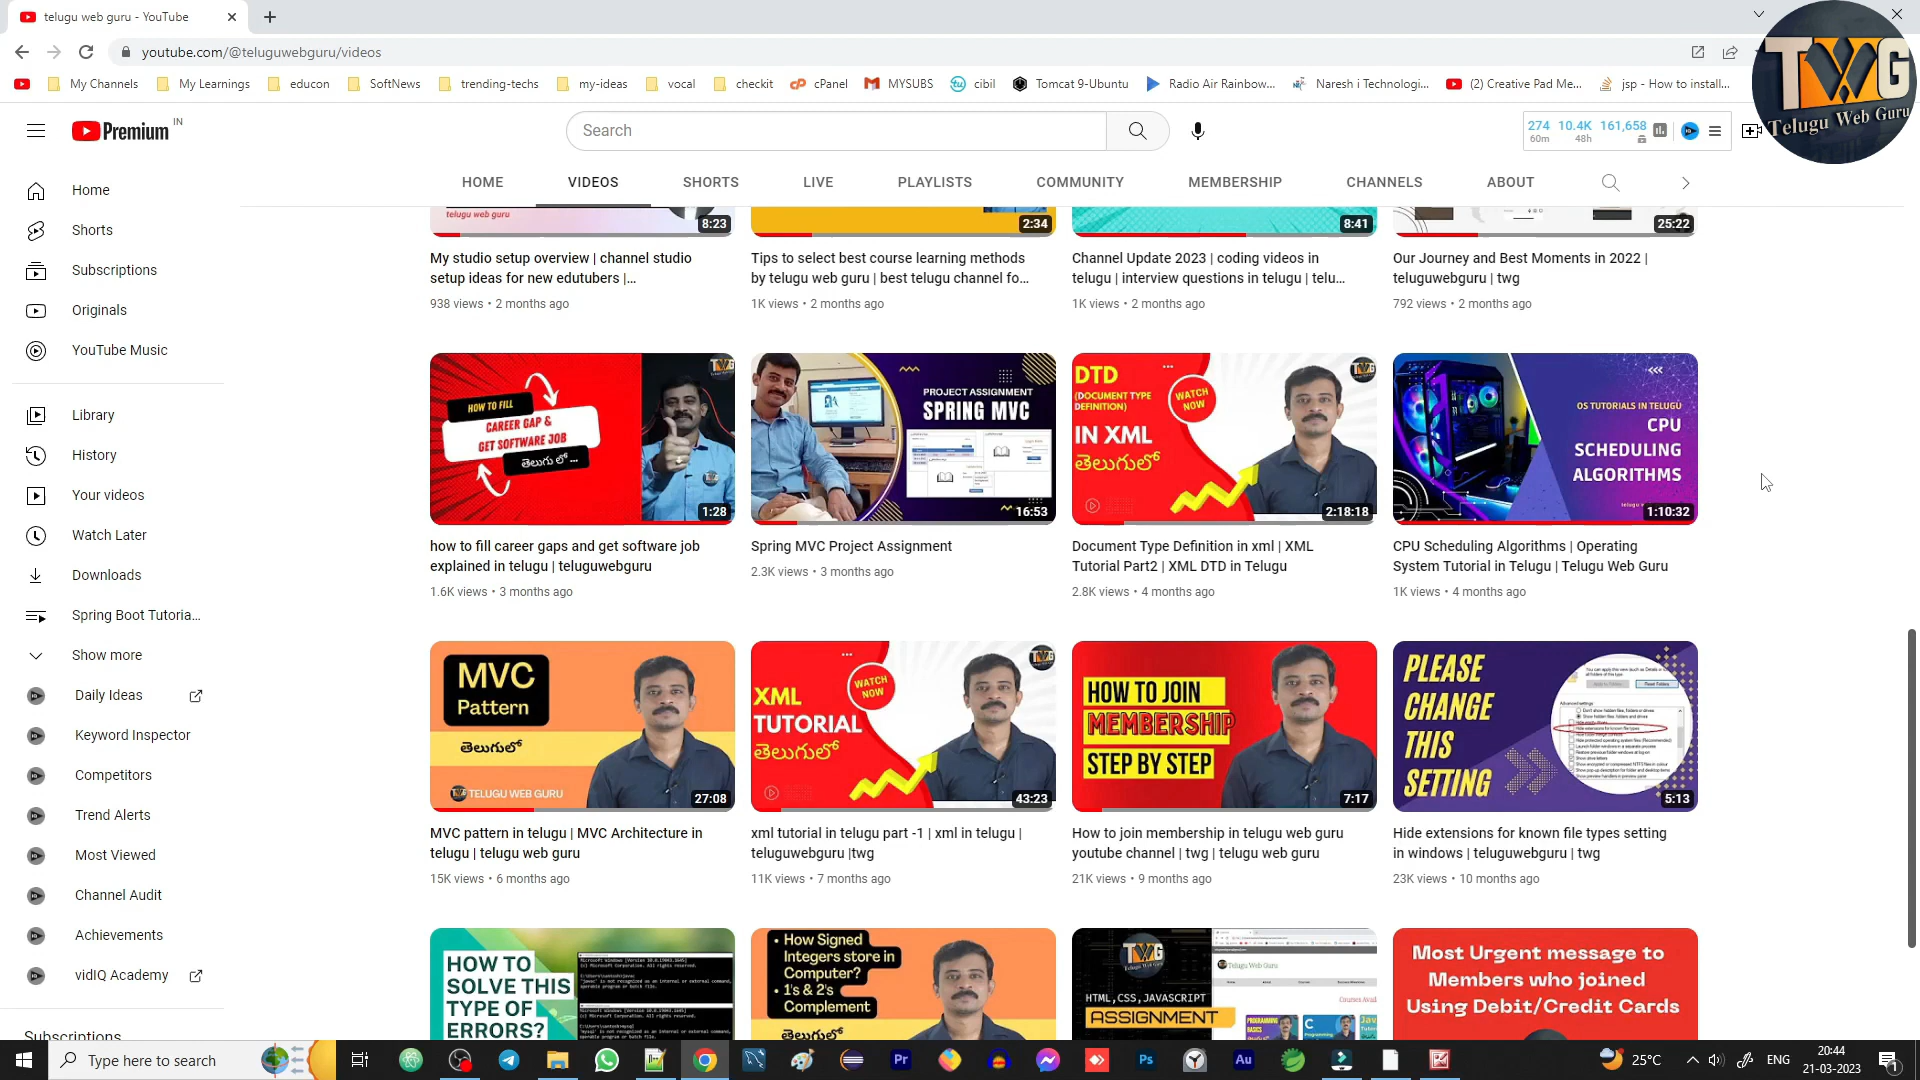 telugu web guru - YouTube
youtube.com/@teluguwebguru/videos
My Channels
My Learnings
educon
SoftNews
trending-techs
my-ideas
vocal
checkit
cPanel
MYSUBS
cibil
Tomcat 9-Ubuntu
Radio Air Rainbow...
Naresh i Technologi...
(2) Creative Pad Me...
jsp - How to install...
TWG
Telugu Web Guru
Premium IN
Search
274 10.4K 161,658
60m 48h
HOME VIDEOS SHORTS LIVE PLAYLISTS COMMUNITY MEMBERSHIP CHANNELS ABOUT
Home
Shorts
Subscriptions
Originals
YouTube Music
Library
History
Your videos
Watch Later
Downloads
Spring Boot Tutoria...
Show more
Daily Ideas
Keyword Inspector
Competitors
Trend Alerts
Most Viewed
Channel Audit
Achievements
vidIQ Academy
Subscriptions
telugu web guru
8:23
My studio setup overview | channel studio
setup ideas for new edutubers |...
938 views • 2 months ago
2:34
Tips to select best course learning methods
by telugu web guru | best telugu channel fo...
1K views • 2 months ago
8:41
Channel Update 2023 | coding videos in
telugu | interview questions in telugu | telu...
1K views • 2 months ago
25:22
Our Journey and Best Moments in 2022 |
teluguwebguru | twg
792 views • 2 months ago
HOW TO FILL
CAREER GAP &
GET SOFTWARE JOB
తెలుగు లో ...
1:28
how to fill career gaps and get software job
explained in telugu | teluguwebguru
1.6K views • 3 months ago
PROJECT ASSIGNMENT
SPRING MVC
16:53
Spring MVC Project Assignment
2.3K views • 3 months ago
DTD
(DOCUMENT TYPE
DEFINITION)
IN XML
తెలుగులో
WATCH
NOW
2:18:18
Document Type Definition in xml | XML
Tutorial Part2 | XML DTD in Telugu
2.8K views • 4 months ago
OS TUTORIALS IN TELUGU
CPU
SCHEDULING
ALGORITHMS
1:10:32
CPU Scheduling Algorithms | Operating
System Tutorial in Telugu | Telugu Web Guru
1K views • 4 months ago
MVC
Pattern
తెలుగులో
TELUGU WEB GURU
27:08
MVC pattern in telugu | MVC Architecture in
telugu | telugu web guru
15K views • 6 months ago
XML
TUTORIAL
తెలుగులో
WATCH
NOW
43:23
xml tutorial in telugu part -1 | xml in telugu |
teluguwebguru |twg
11K views • 7 months ago
HOW TO JOIN
MEMBERSHIP
STEP BY STEP
7:17
How to join membership in telugu web guru
youtube channel | twg | telugu web guru
21K views • 9 months ago
PLEASE
CHANGE
THIS
SETTING
5:13
Hide extensions for known file types setting
in windows | teluguwebguru | twg
23K views • 10 months ago
HOW TO
SOLVE THIS
TYPE OF
ERRORS?
• How Signed
Integers store in
Computer?
• 1's & 2's
Complement
తెలుగులో
TWG
Telugu Web Guru
HTML,CSS,JAVASCRIPT
ASSIGNMENT
Most Urgent message to
Members who joined
Using Debit/Credit Cards
Type here to search
25°C
ENG
20:44
21-03-2023